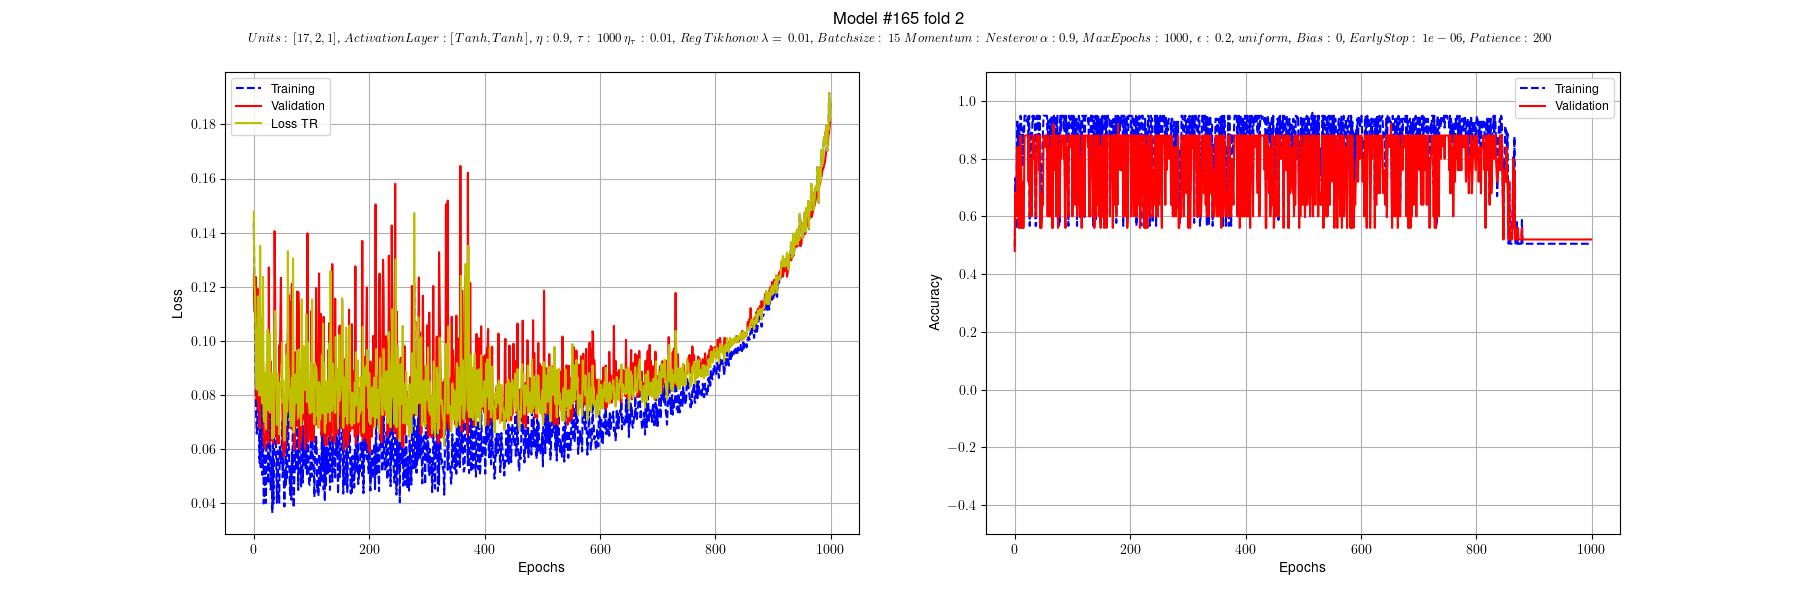 Model #165 fold 2
Units : [17, 2, 1], ActivationLayer : [Tanh, Tanh], η : 0.9, τ : 1000 η_τ : 0.01, Reg Tikhonov λ = 0.01, Batchsize : 15 Momentum : Nesterov α : 0.9, MaxEpochs : 1000, ϵ : 0.2, uniform, Bias : 0, EarlyStop : 1e − 06, Patience : 200
Training
Validation
Loss TR
0.18
0.16
0.14
0.12
0.10
0.08
0.06
0.04
Loss
0 200 400 600 800 1000
Epochs
Training
Validation
1.0
0.8
0.6
0.4
0.2
0.0
−0.2
−0.4
Accuracy
0 200 400 600 800 1000
Epochs